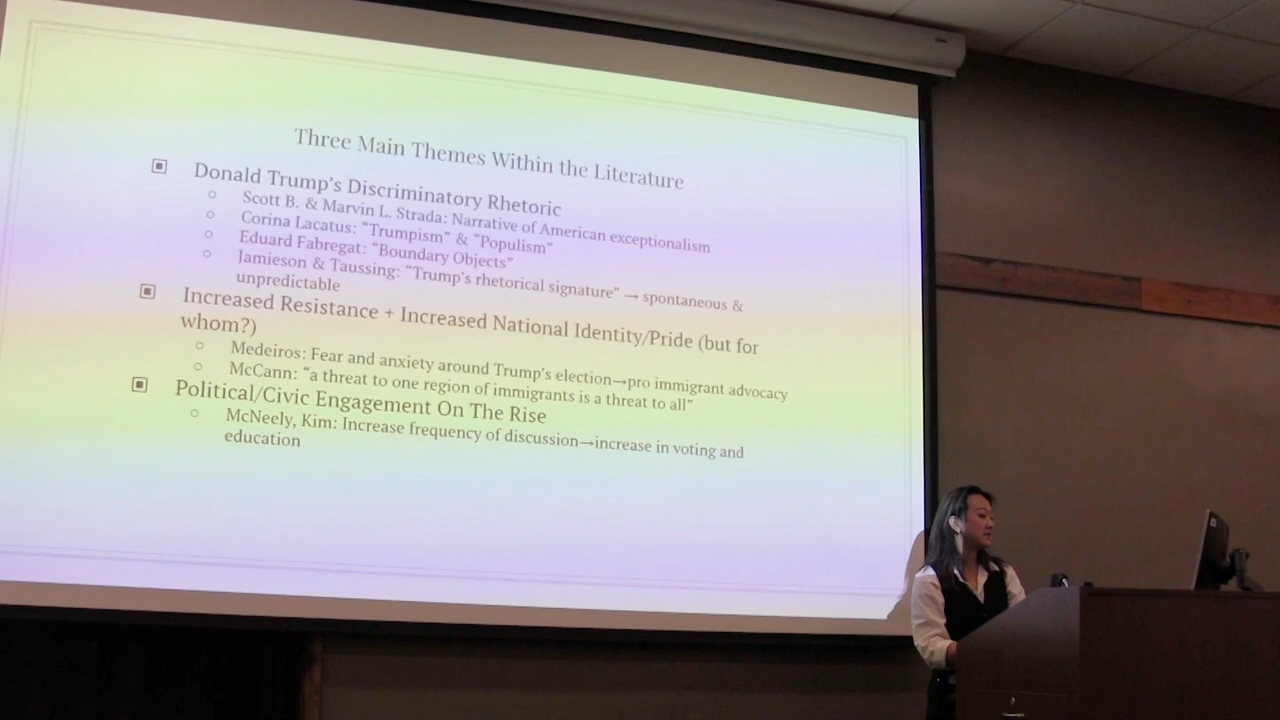 Three Main Themes Within the Literature
Donald Trump's Discriminatory Rhetoric
Scott B. & Marvin L. Strada: Narrative of American exceptionalism
Corina Lacatus: “Trumpism” & “Populism”
Eduard Fabregat: “Boundary Objects”
Jamieson & Taussing: “Trump's rhetorical signature” → spontaneous &
unpredictable
Increased Resistance + Increased National Identity/Pride (but for
whom?)
Medeiros: Fear and anxiety around Trump's election→pro immigrant advocacy
McCann: “a threat to one region of immigrants is a threat to all”
Political/Civic Engagement On The Rise
McNeely, Kim: Increase frequency of discussion→increase in voting and
education